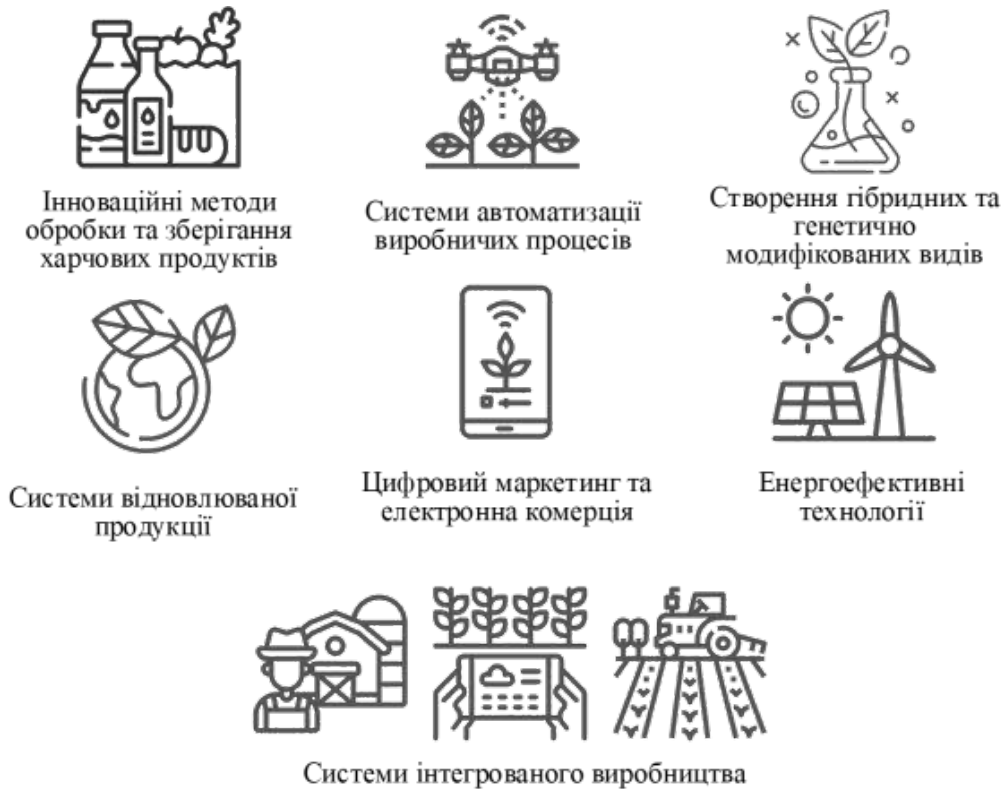 Інноваційні методи
обробки та зберігання
харчових продуктів
Системи автоматизації
виробничих процесів
Створення гібридних та
генетично
модифікованих видів
Системи відновлюваної
продукції
Цифровий маркетинг та
електронна комерція
Енергоефективні
технології
Системи інтегрованого виробництва